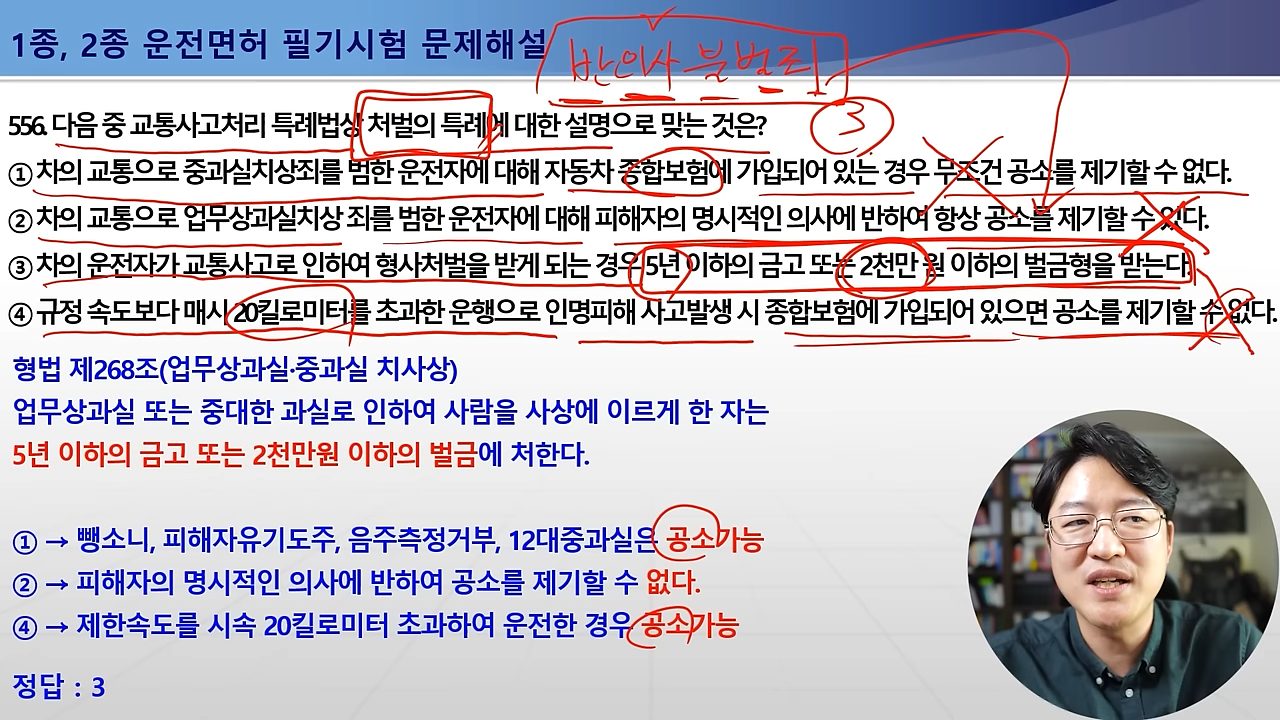 1종, 2종 운전면허 필기시험 문제해설
반의사 불벌죄
556. 다음 중 교통사고처리 특례법상 처벌의 특례에 대한 설명으로 맞는 것은?
3
① 차의 교통으로 중과실치상죄를 범한 운전자에 대해 자동차 종합보험에 가입되어 있는 경우 무조건 공소를 제기할 수 없다.
② 차의 교통으로 업무상과실치상 죄를 범한 운전자에 대해 피해자의 명시적인 의사에 반하여 항상 공소를 제기할 수 있다.
③ 차의 운전자가 교통사고로 인하여 형사처벌을 받게 되는 경우 5년 이하의 금고 또는 2천만 원 이하의 벌금형을 받는다.
④ 규정 속도보다 매시 20킬로미터를 초과한 운행으로 인명피해 사고발생 시 종합보험에 가입되어 있으면 공소를 제기할 수 없다.
형법 제268조(업무상과실·중과실 치사상)
업무상과실 또는 중대한 과실로 인하여 사람을 사상에 이르게 한 자는
5년 이하의 금고 또는 2천만원 이하의 벌금에 처한다.
① → 뺑소니, 피해자유기도주, 음주측정거부, 12대중과실은 공소가능
② → 피해자의 명시적인 의사에 반하여 공소를 제기할 수 없다.
④ → 제한속도를 시속 20킬로미터 초과하여 운전한 경우 공소가능
정답 : 3